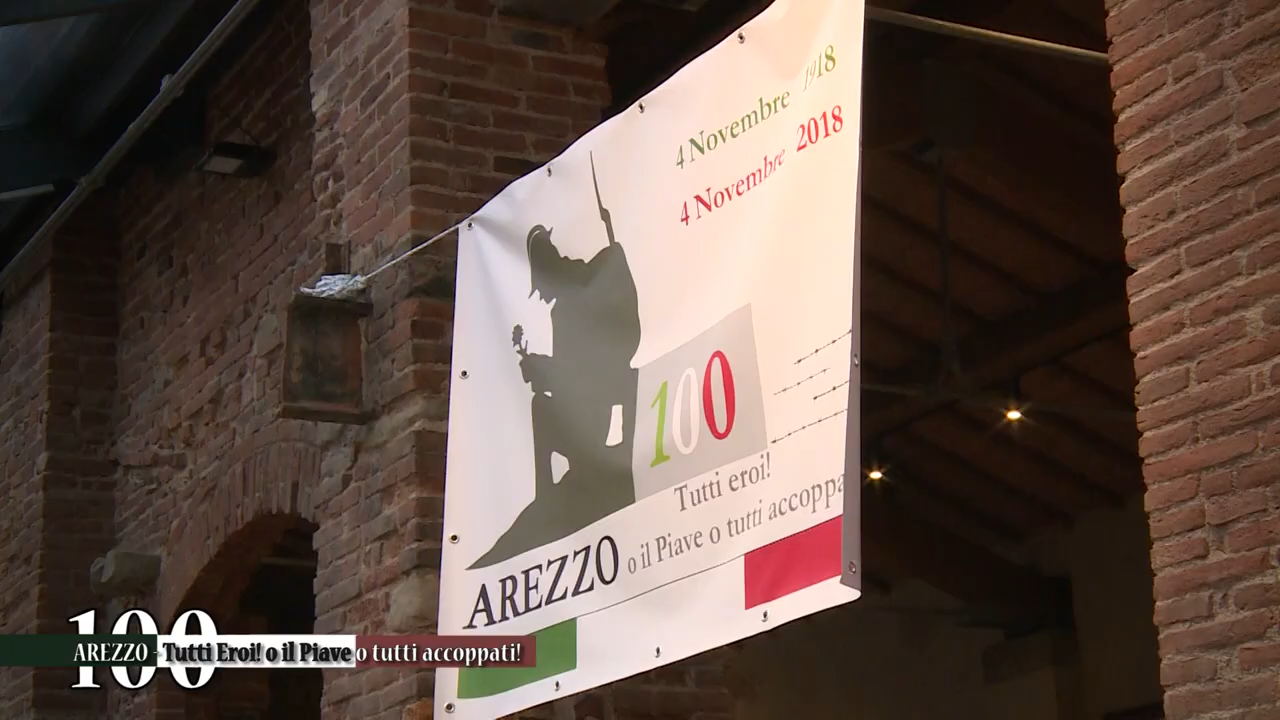 4 Novembre 1918
4 Novembre 2018
100
Tutti eroi!
AREZZO o il Piave o tutti accoppa
100
AREZZO - Tutti Eroi! o il Piave o tutti accoppati!